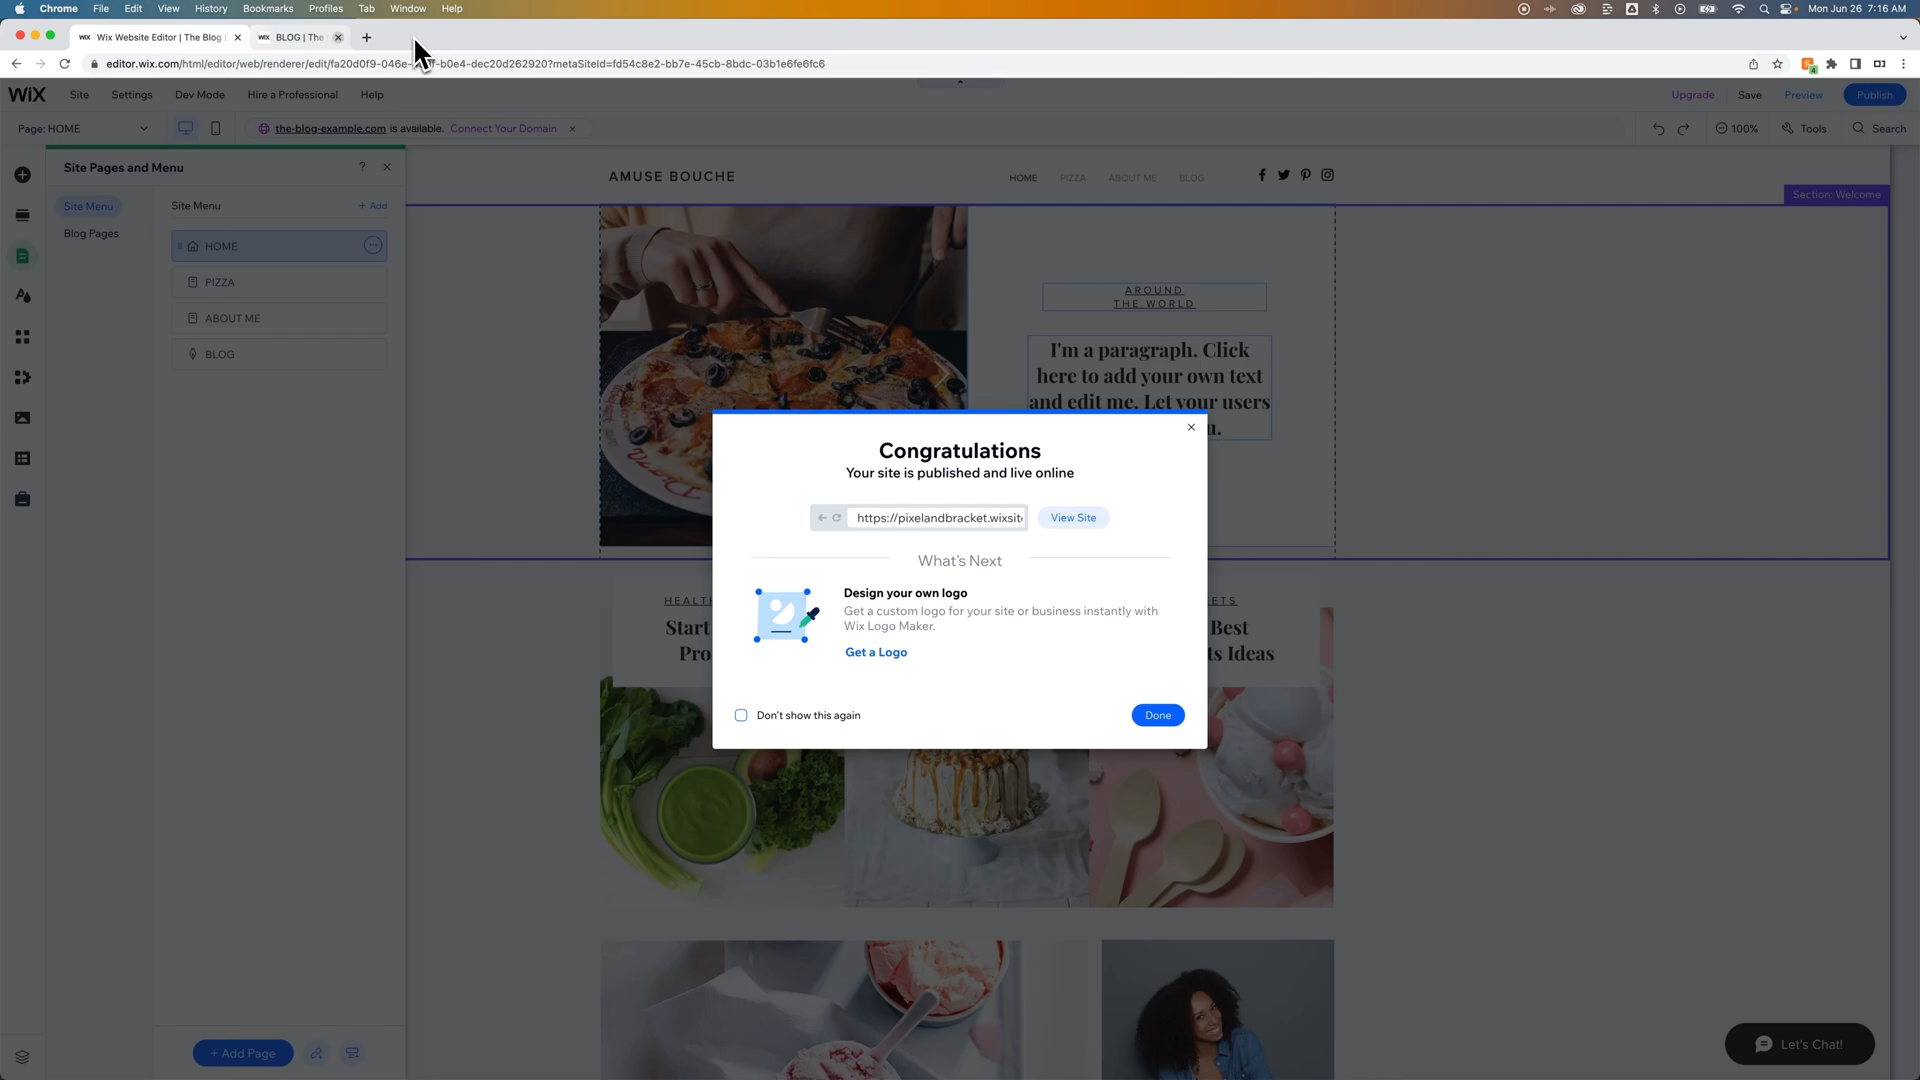 Chrome File Edit View History Bookmarks Profiles Tab Window Help
Mon Jun 26 7:16 AM
WiX Wix Website Editor | The Blog
WiX BLOG | The
editor.wix.com/html/editor/web/renderer/edit/fa20d0f9-046e- -b0e4-dec20d262920?metaSiteId=fd54c8e2-bb7e-45cb-8bdc-03b1e6fe6fc6
4
WiX Site Settings Dev Mode Hire a Professional Help
Upgrade Save Preview Publish
Page: HOME
the-blog-example.com is available. Connect Your Domain
100% Tools Search
Site Pages and Menu ?
Site Menu
Blog Pages
Site Menu + Add
HOME
PIZZA
ABOUT ME
BLOG
+ Add Page
AMUSE BOUCHE
HOME PIZZA ABOUT ME BLOG
Section: Welcome
AROUND
THE WORLD
I'm a paragraph. Click
here to add your own text
and edit me. Let your users
u.
Congratulations
Your site is published and live online
https://pixelandbracket.wixsit
View Site
What's Next
Design your own logo
Get a custom logo for your site or business instantly with
Wix Logo Maker.
Get a Logo
Don't show this again
Done
HEALT
Start
Pro
ETS
Best
ts Ideas
Let's Chat!